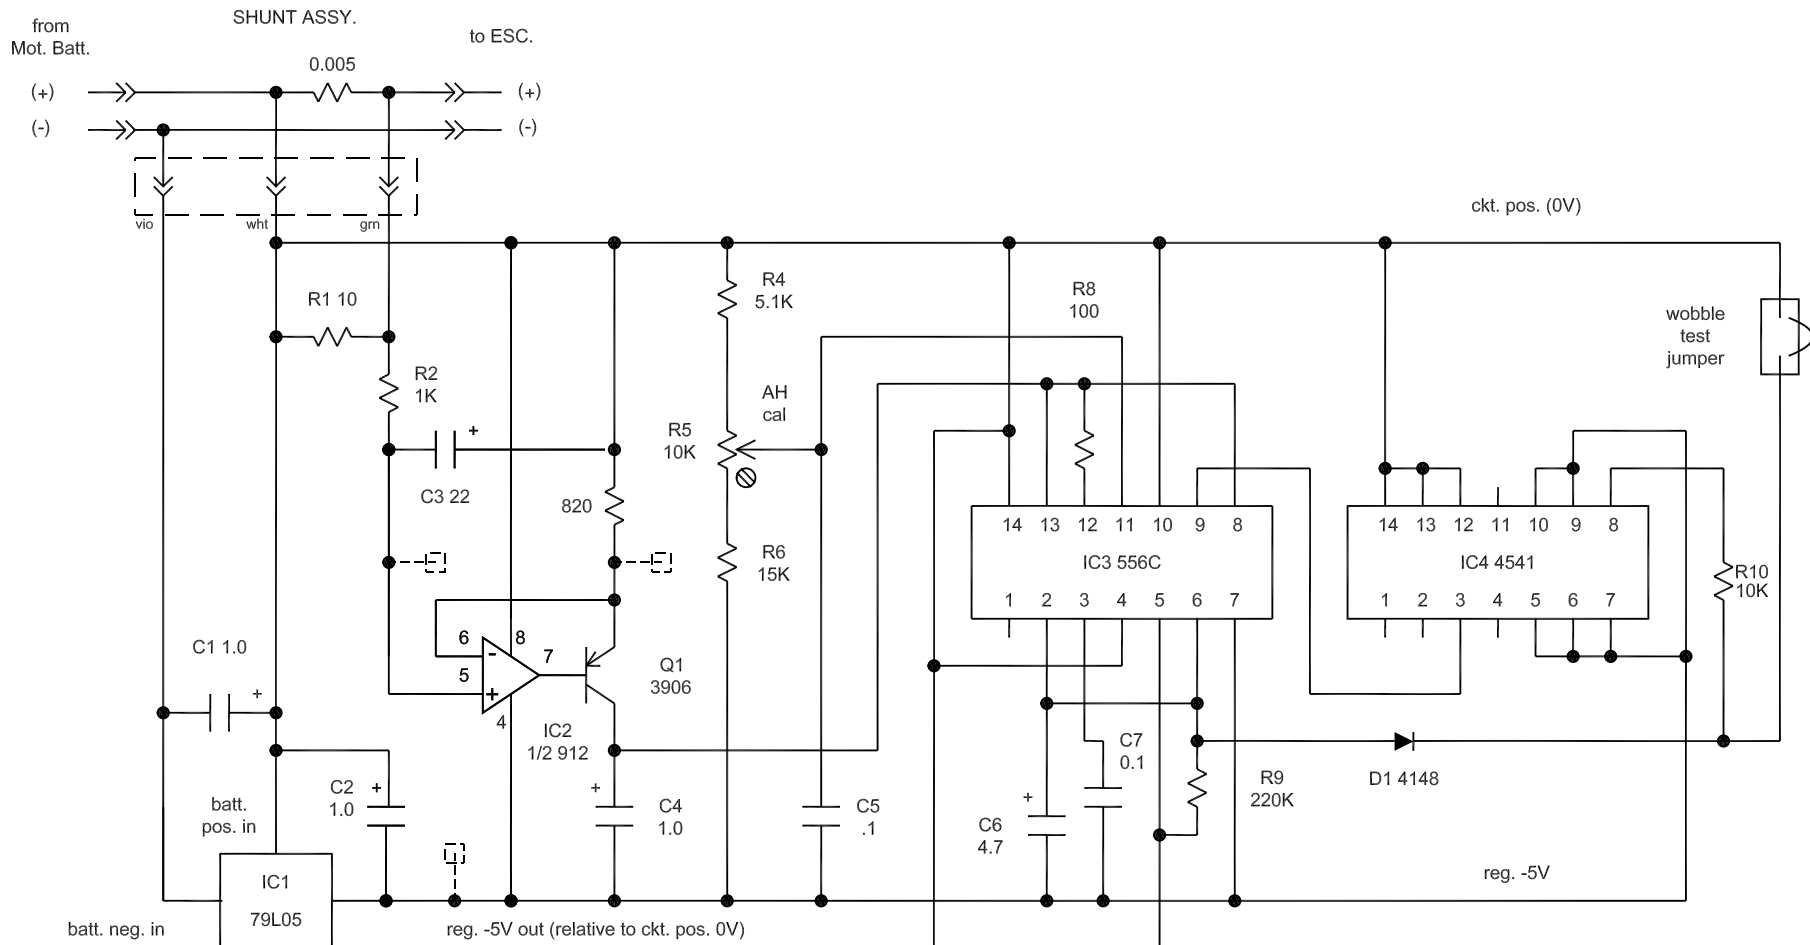 SHUNT ASSY.
from
Mot. Batt.
to ESC.
0.005
(+)
(+)
(-)
(-)
vio
wht
grn
ckt. pos. (0V)
R1 10
R4
5.1K
R8
100
wobble
test
jumper
R2
1K
+
AH
cal
R5
10K
C3 22
820
14 13 12 11 10 9 8
IC3 556C
1 2 3 4 5 6 7
14 13 12 11 10 9 8
IC4 4541
1 2 3 4 5 6 7
R6
15K
R10
10K
6
-
8
7
5
+
4
C1 1.0
+
Q1
3906
IC2
1/2 912
C7
0.1
R9
220K
D1 4148
C2
1.0
+
+
C4
1.0
C5
.1
+
C6
4.7
batt.
pos. in
IC1
79L05
reg. -5V
batt. neg. in
reg. -5V out (relative to ckt. pos. 0V)